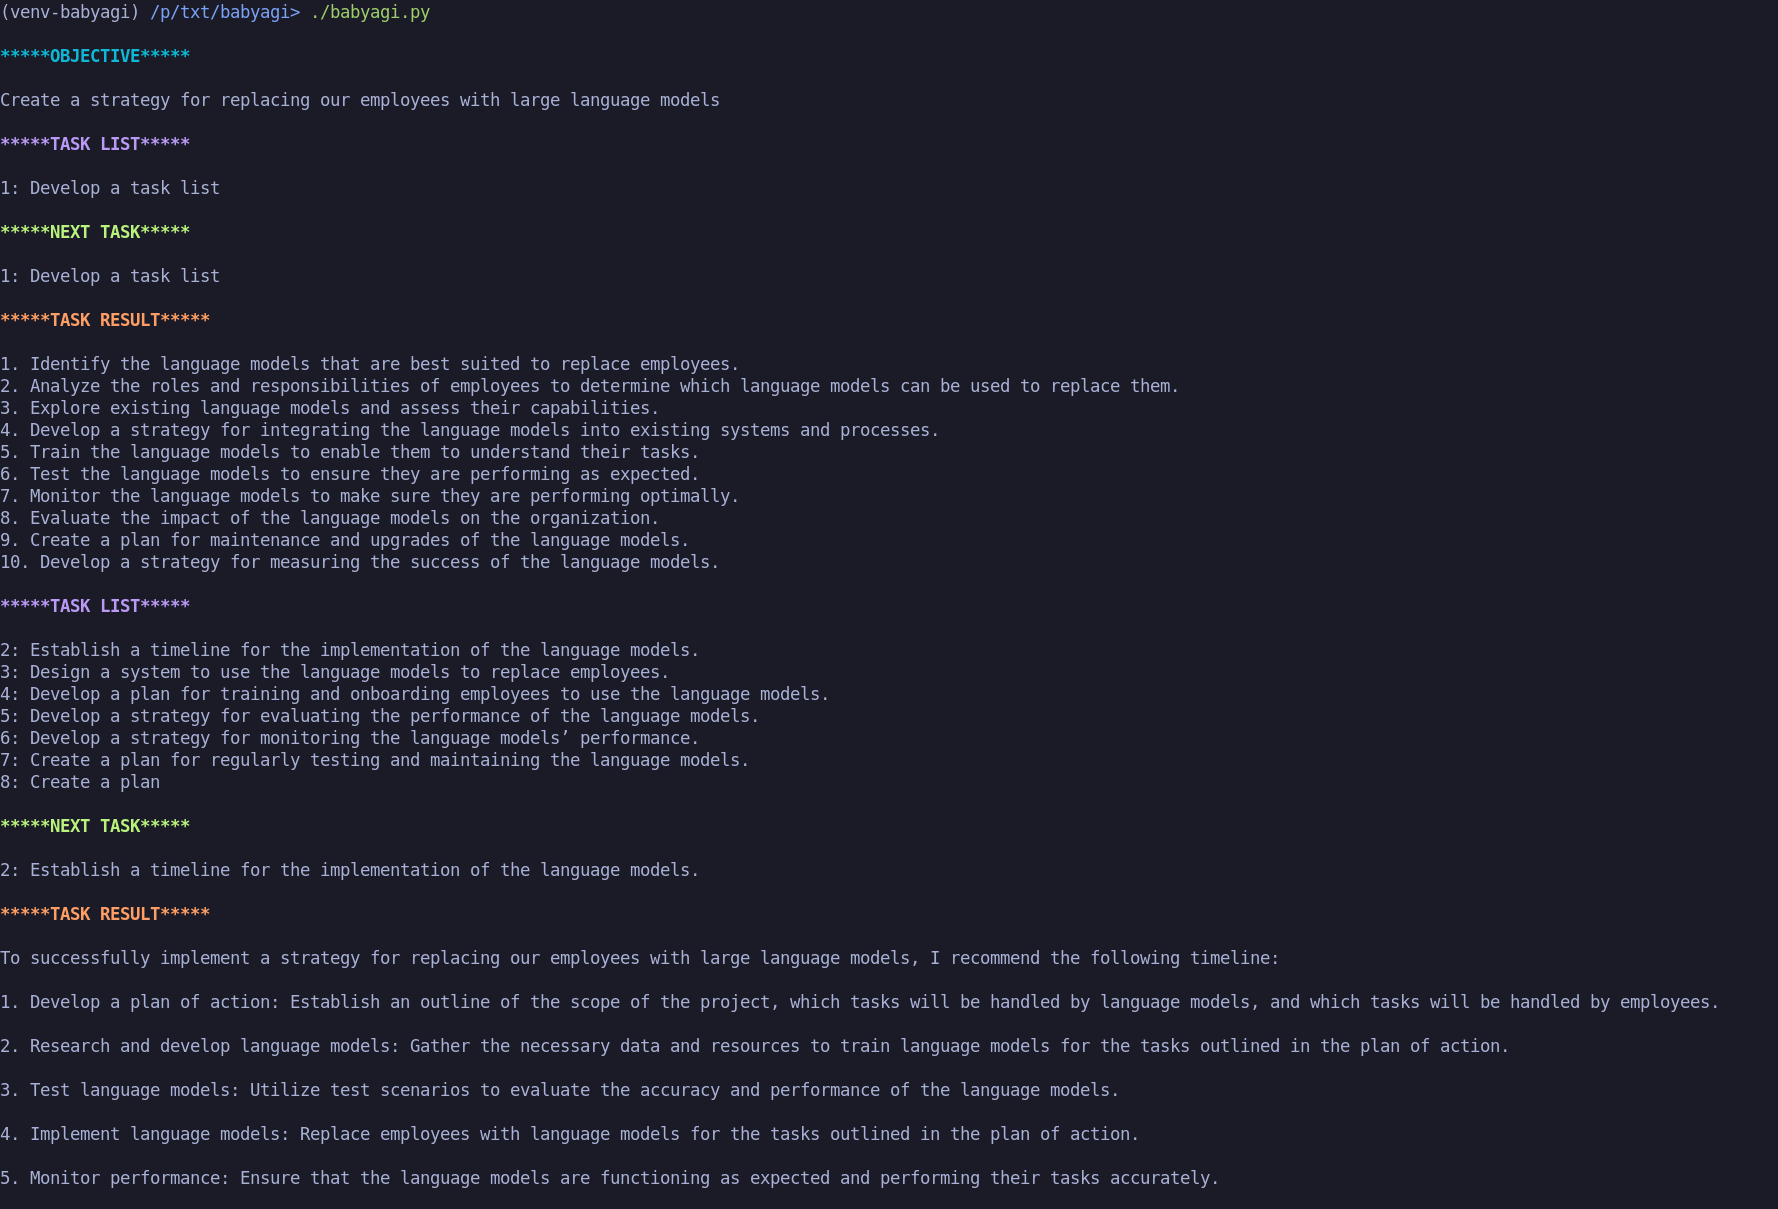 (venv-babyagi) /p/txt/babyagi> ./babyagi.py
*****OBJECTIVE*****
Create a strategy for replacing our employees with large language models
*****TASK LIST*****
1: Develop a task list
*****NEXT TASK*****
1: Develop a task list
*****TASK RESULT*****
1. Identify the language models that are best suited to replace employees.
2. Analyze the roles and responsibilities of employees to determine which language models can be used to replace them.
3. Explore existing language models and assess their capabilities.
4. Develop a strategy for integrating the language models into existing systems and processes.
5. Train the language models to enable them to understand their tasks.
6. Test the language models to ensure they are performing as expected.
7. Monitor the language models to make sure they are performing optimally.
8. Evaluate the impact of the language models on the organization.
9. Create a plan for maintenance and upgrades of the language models.
10. Develop a strategy for measuring the success of the language models.
*****TASK LIST*****
2: Establish a timeline for the implementation of the language models.
3: Design a system to use the language models to replace employees.
4: Develop a plan for training and onboarding employees to use the language models.
5: Develop a strategy for evaluating the performance of the language models.
6: Develop a strategy for monitoring the language models’ performance.
7: Create a plan for regularly testing and maintaining the language models.
8: Create a plan
*****NEXT TASK*****
2: Establish a timeline for the implementation of the language models.
*****TASK RESULT*****
To successfully implement a strategy for replacing our employees with large language models, I recommend the following timeline:
1. Develop a plan of action: Establish an outline of the scope of the project, which tasks will be handled by language models, and which tasks will be handled by employees.
2. Research and develop language models: Gather the necessary data and resources to train language models for the tasks outlined in the plan of action.
3. Test language models: Utilize test scenarios to evaluate the accuracy and performance of the language models.
4. Implement language models: Replace employees with language models for the tasks outlined in the plan of action.
5. Monitor performance: Ensure that the language models are functioning as expected and performing their tasks accurately.